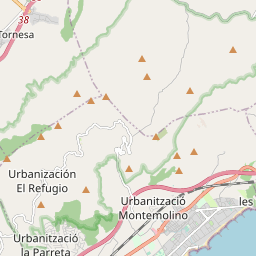 38
Tornesa
Urbanización
El Refugio
Urbanització
Montemolino
les
Urbanització
la Parreta